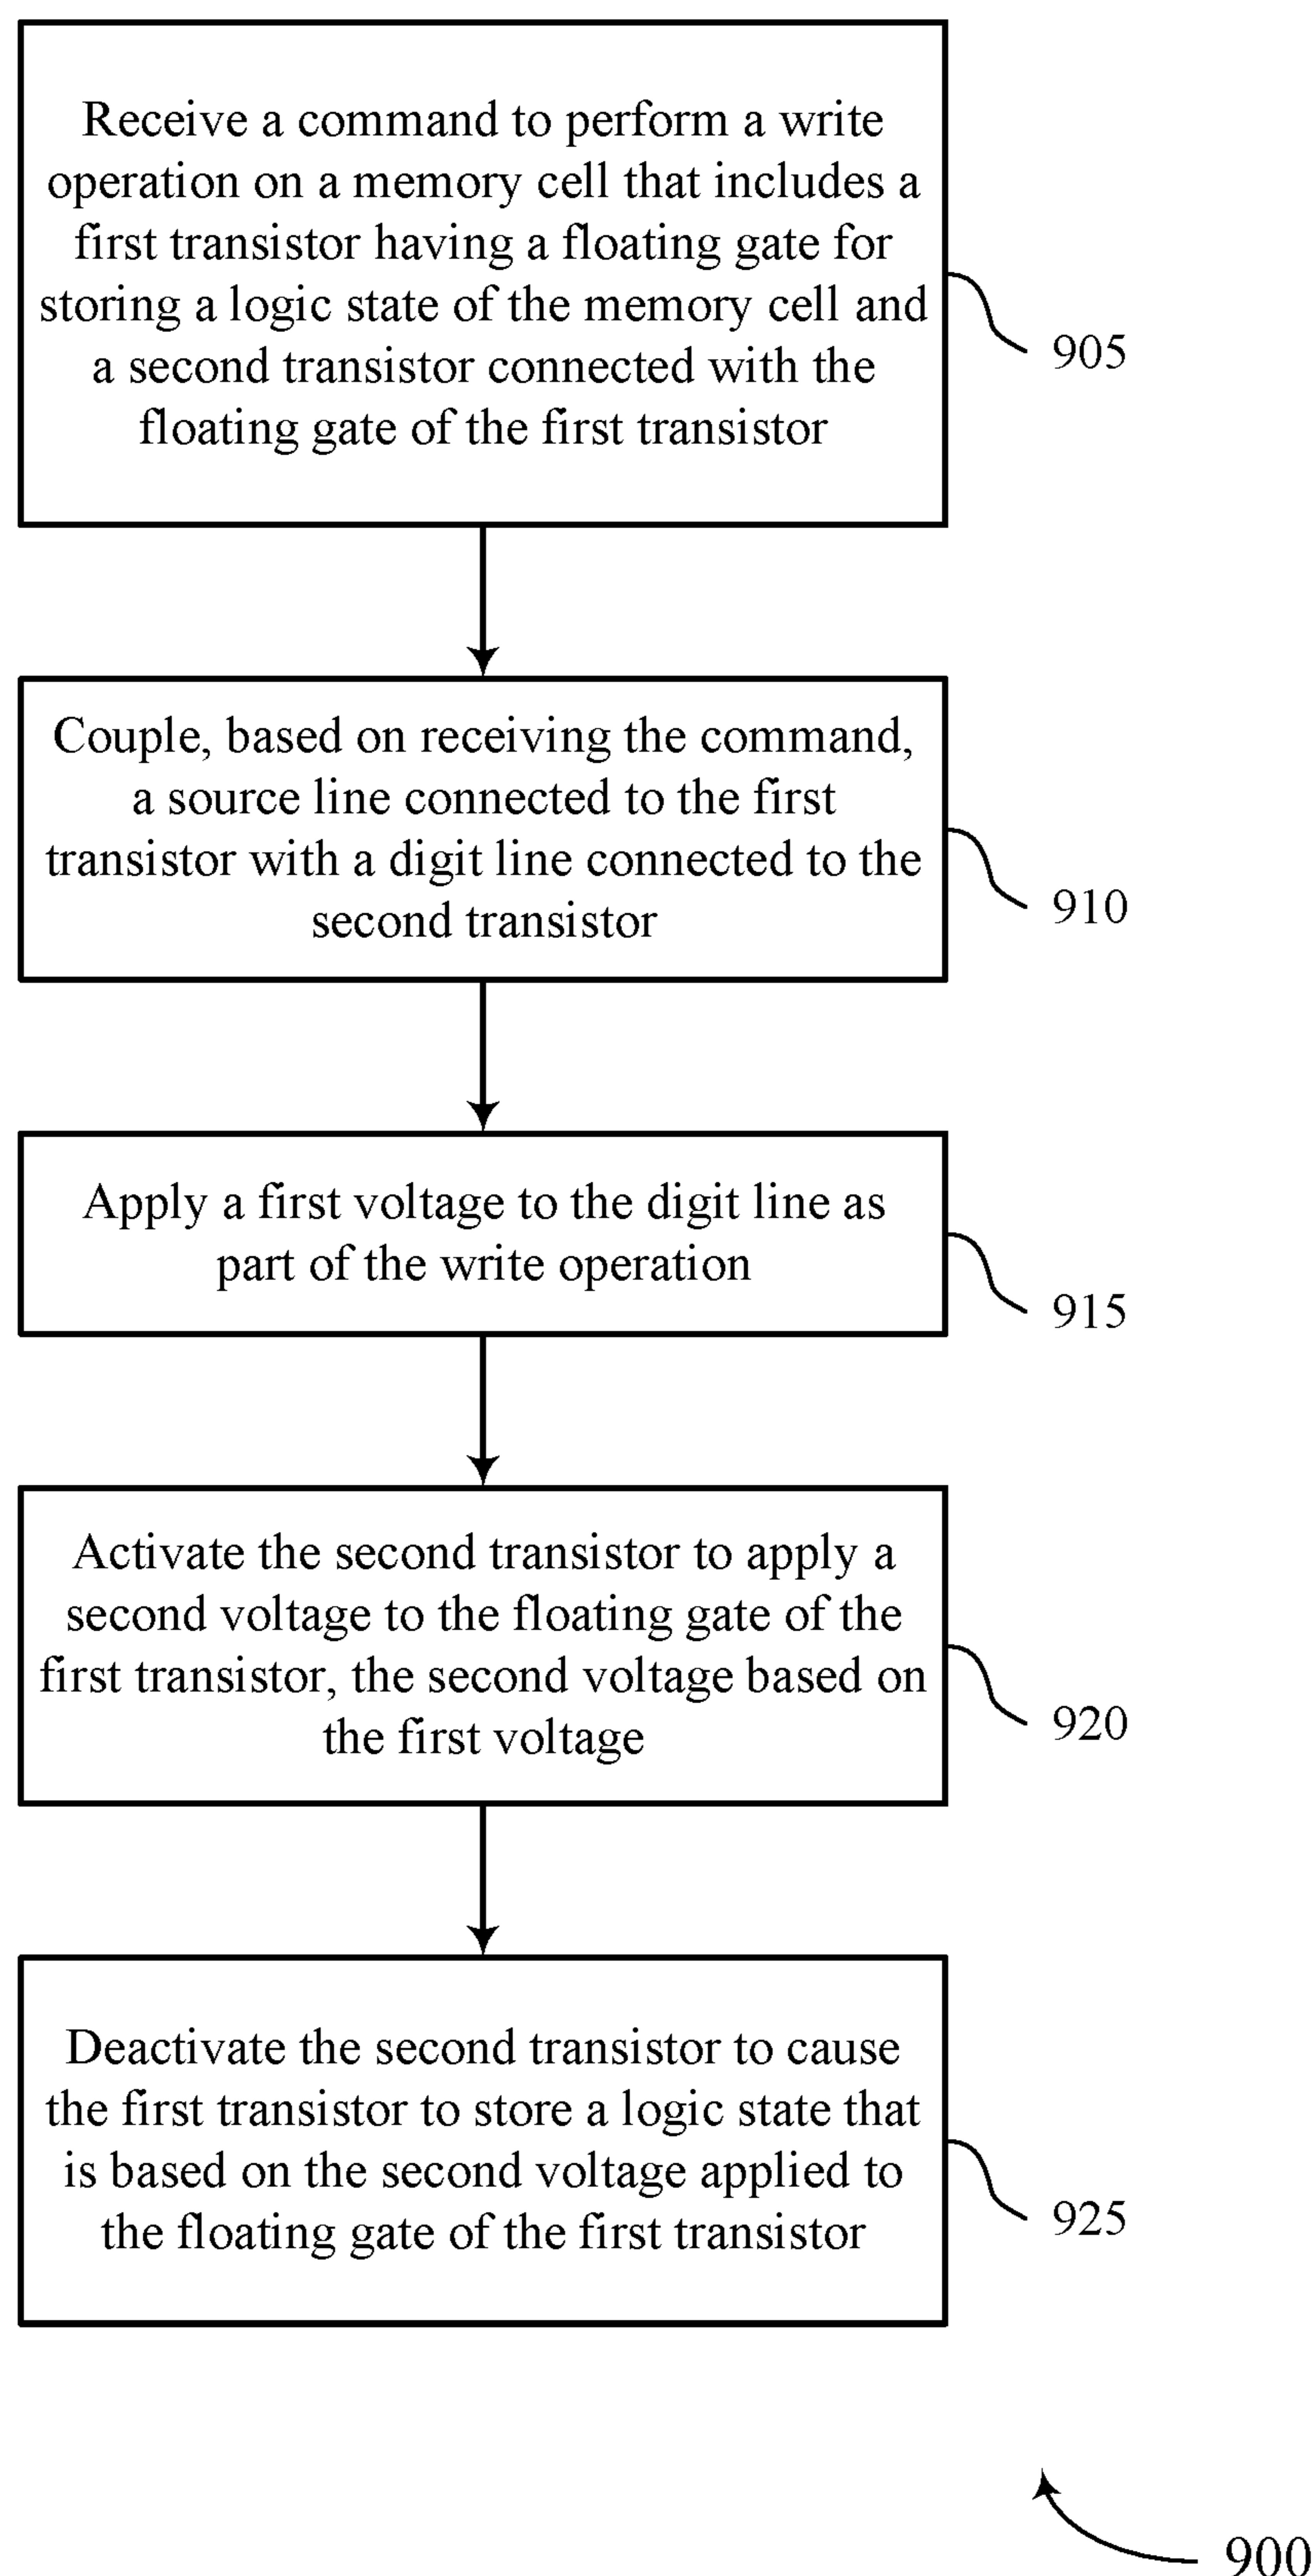 Receive a command to perform a write
operation on a memory cell that includes a
first transistor having a floating gate for
storing a logic state of the memory cell and
a second transistor connected with the
floating gate of the first transistor
905
Couple, based on receiving the command,
a source line connected to the first
transistor with a digit line connected to the
second transistor
910
Apply a first voltage to the digit line as
part of the write operation
915
Activate the second transistor to apply a
second voltage to the floating gate of the
first transistor, the second voltage based on
the first voltage
920
Deactivate the second transistor to cause
the first transistor to store a logic state that
is based on the second voltage applied to
the floating gate of the first transistor
925
900